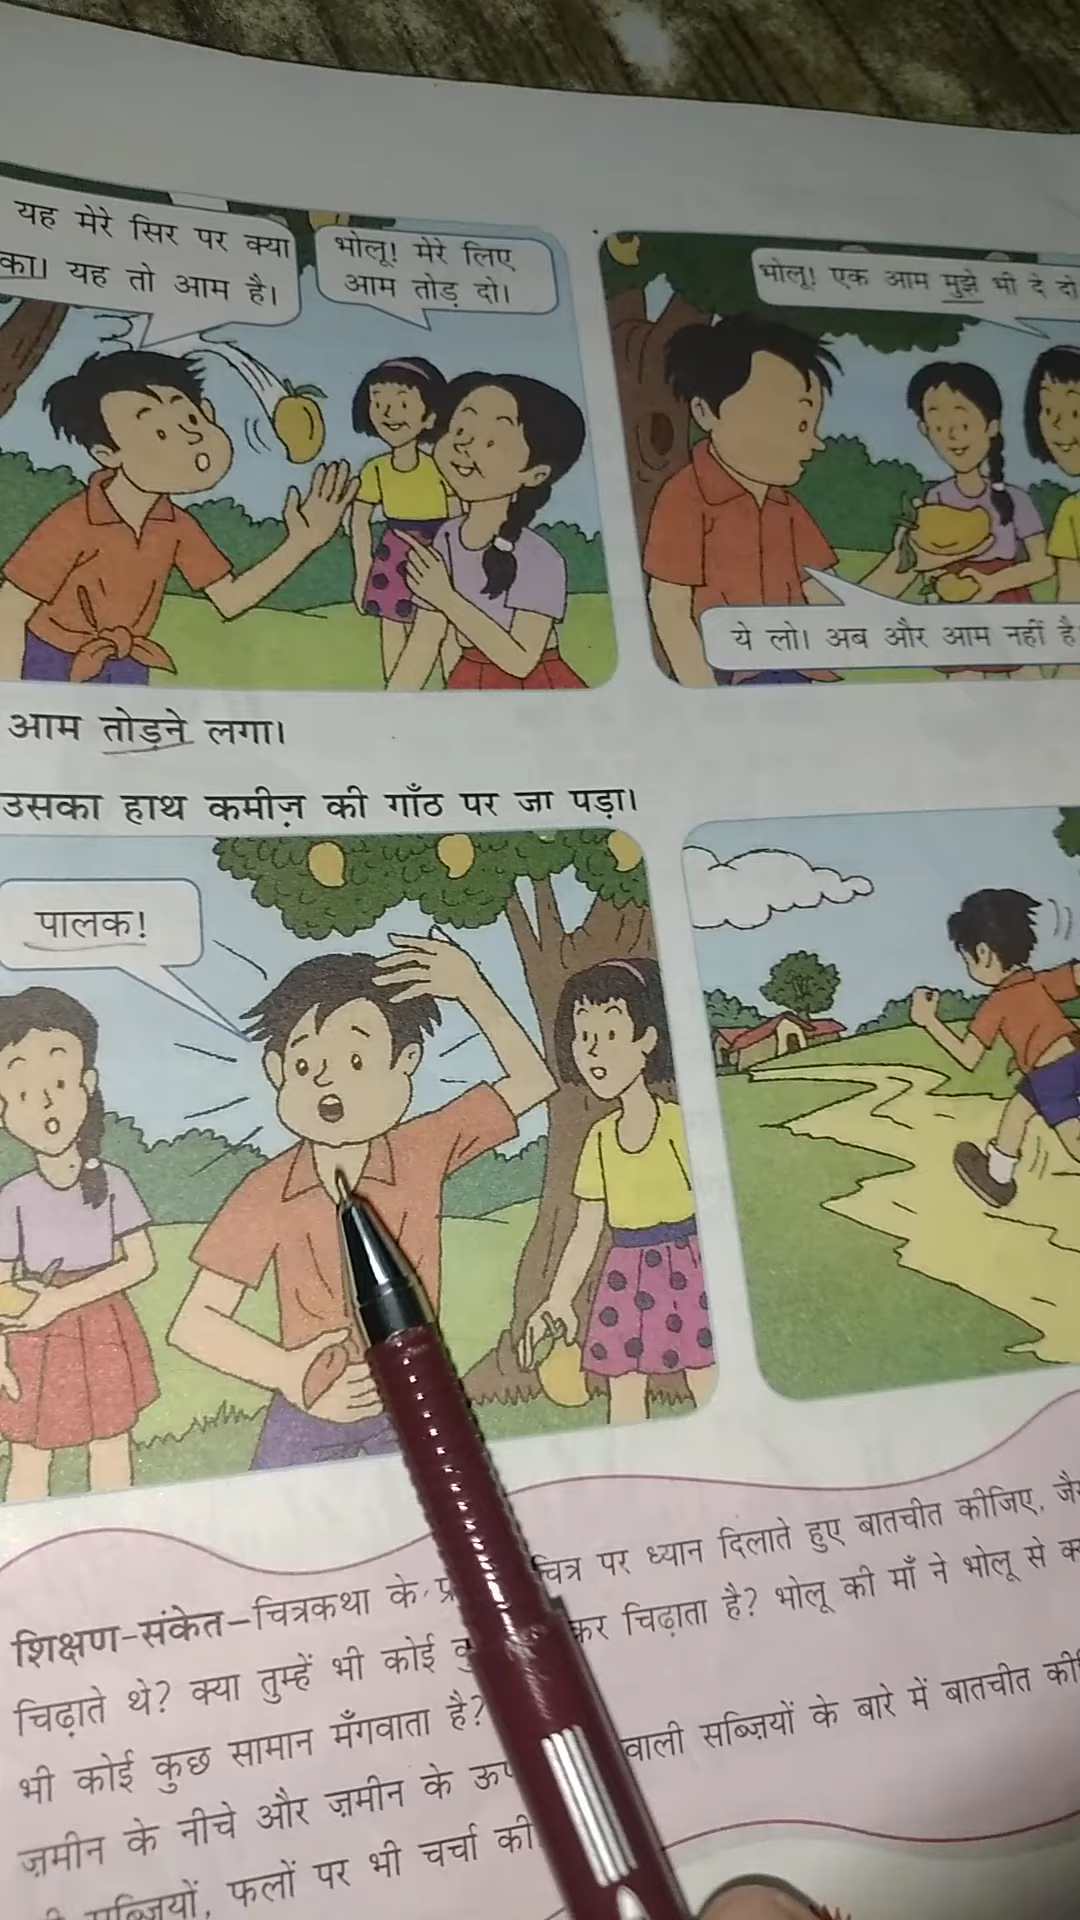 यह मेरे सिर पर क्या
का। यह तो आम है।
भोलू! मेरे लिए
आम तोड़ दो।
भोलू! एक आम मुझे भी दे दो
ये लो। अब और आम नहीं है
आम तोड़ने लगा।
उसका हाथ कमीज़ की गाँठ पर जा पड़ा।
पालक!
शिक्षण-संकेत–चित्रकथा के चित्र पर ध्यान दिलाते हुए बातचीत कीजिए,
चिढ़ाते थे? क्या तुम्हें भी कोई कर चिढ़ाता है? भोलू की माँ ने भोलू से
भी कोई कुछ सामान मँगवाता है?
ज़मीन के नीचे और ज़मीन के वाली सब्ज़ियों के बारे में बातचीत
सब्ज़ियों, फलों पर भी चर्चा की